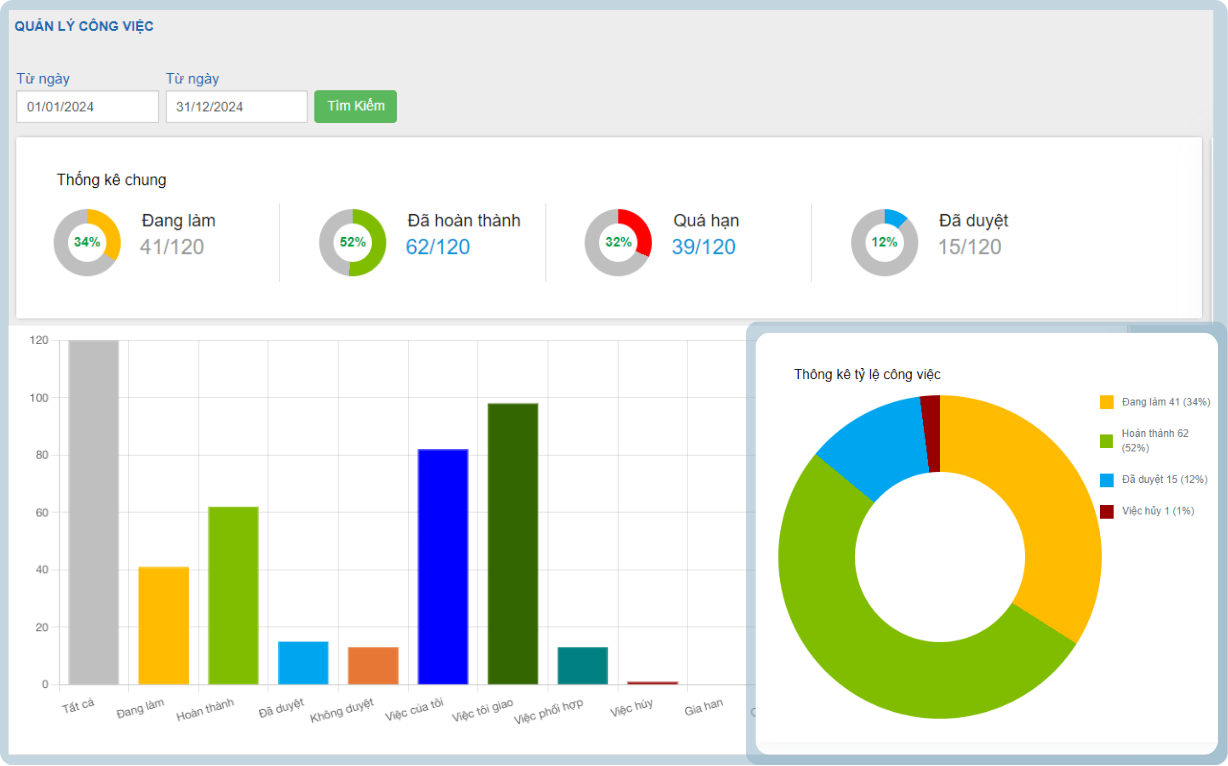 QUẢN LÝ CÔNG VIỆC
Từ ngày
Từ ngày
01/01/2024
31/12/2024
Tìm Kiếm
Thống kê chung
34%
Đang làm
41/120
52%
Đã hoàn thành
62/120
32%
Quá hạn
39/120
12%
Đã duyệt
15/120
120
100
80
60
40
20
0
Tất cả
Đang làm
Hoàn thành
Đã duyệt
Không duyệt
Việc của tôi
Việc tôi giao
Việc phối hợp
Việc hủy
Gia hạn
Thông kê tỷ lệ công việc
Đang lám 41 (34%)
Hoán thánh 62
(52%)
Đã duyệt 15 (12%)
Việc hủy 1 (1%)